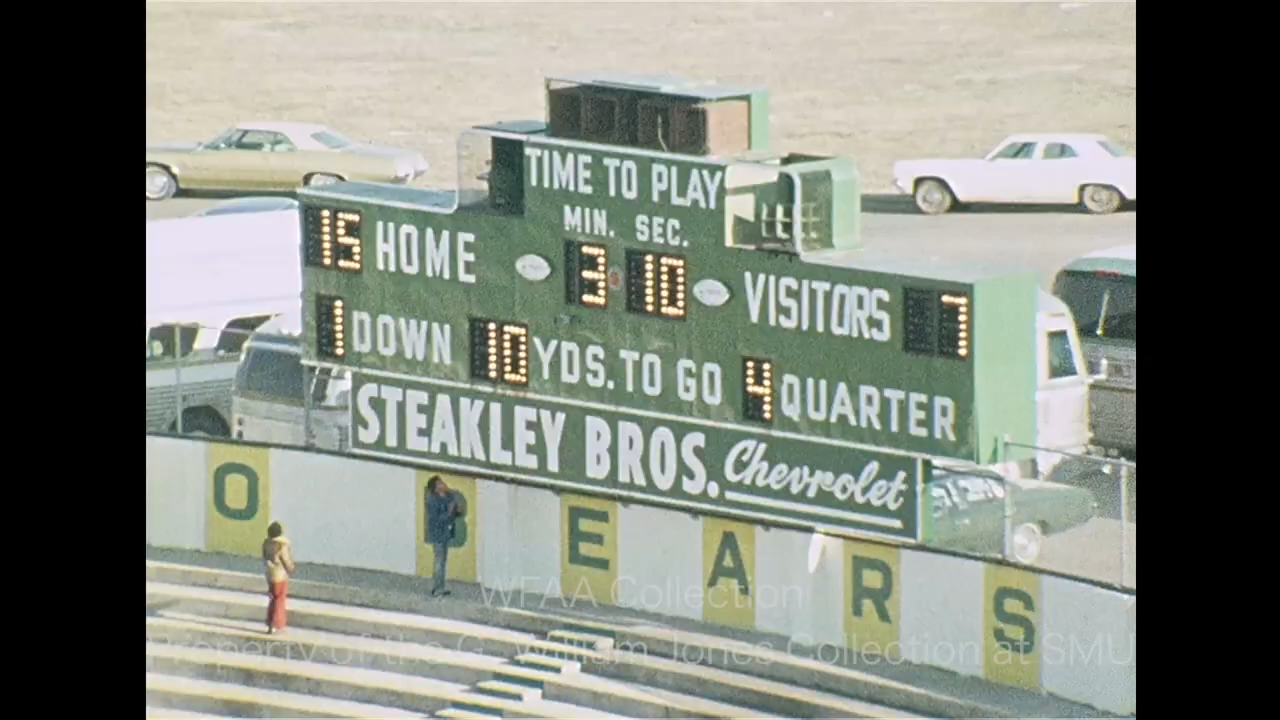 TIME TO PLAY
MIN. SEC.
15 HOME 3 10 VISITORS 7
1 DOWN 10 YDS. TO GO 4 QUARTER
STEAKLEY BROS. Chevrolet
O BEARS
WFAA Collection
Property of the G. William Jones Collection at SMU